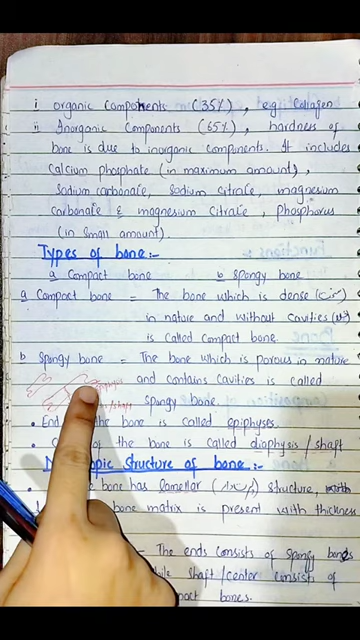 i organic components (35%), e.g Collagen
ii Inorganic Components (65%), hardness of
bone is due to inorganic components. It includes
Calcium phosphate (in maximum amount),
Sodium carbonate, Sodium Citrate, magnesium
Carbonate & magnesium Citrate, Phosphorus
(in small amount)
Types of bone:-
a Compact bone b Spongy bone
a Compact bone = The bone which is dense
in nature and without cavities
is called Compact bone.
b Spongy bone = The bone which is porous in nature
and contains cavities is called
Spongy bone.
/shaft
• End the bone is called epiphyses.
of the bone is called diaphysis / shaft
structure of bone:-
bone has lamellar structure, with
bone matrix is present with thickness
- The ends consists of spongy bones
shaft/center consists of
bones.